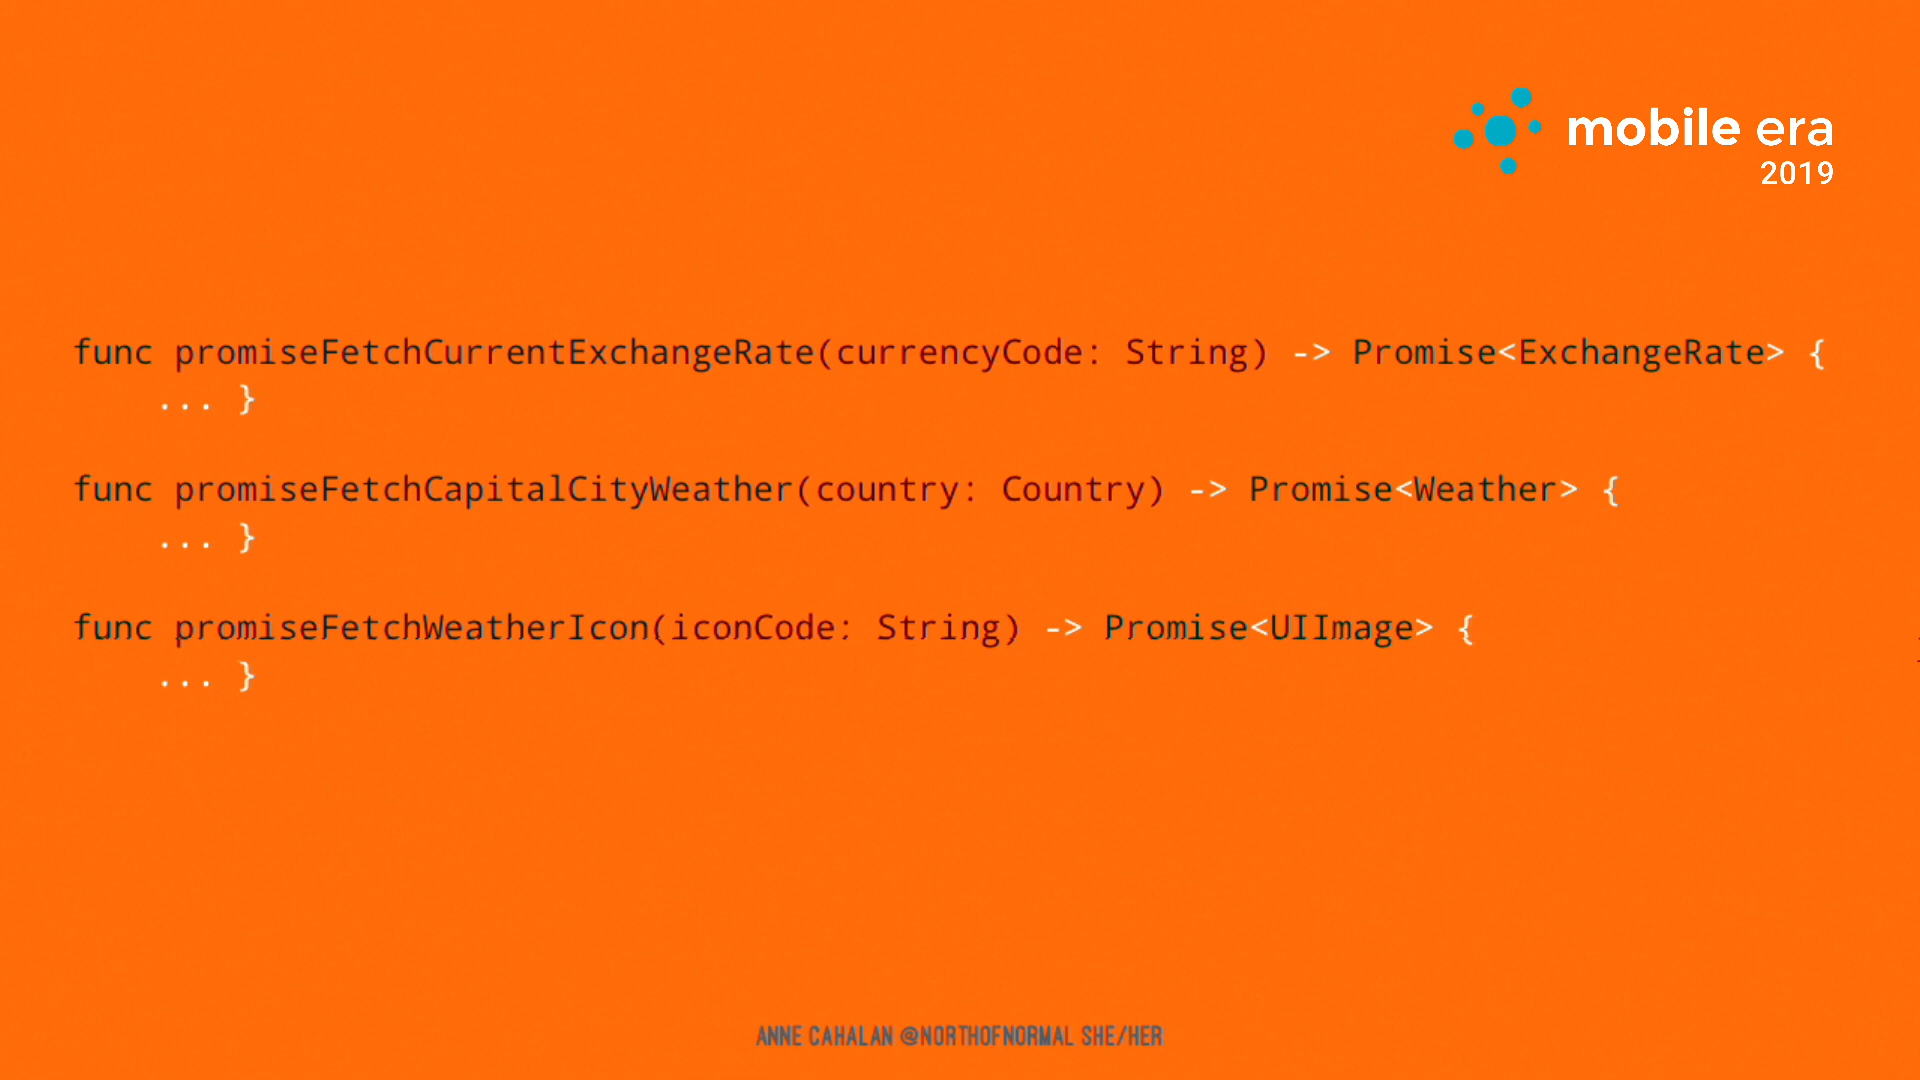 mobile era
2019
func promiseFetchCurrentExchangeRate(currencyCode: String) -> Promise<ExchangeRate> {
... }
func promiseFetchCapitalCityWeather(country: Country) -> Promise<Weather> {
... }
func promiseFetchWeatherIcon(iconCode: String) -> Promise<UIImage> {
... }
ANNE CAHALAN @NORTHOFNORMAL SHE/HER